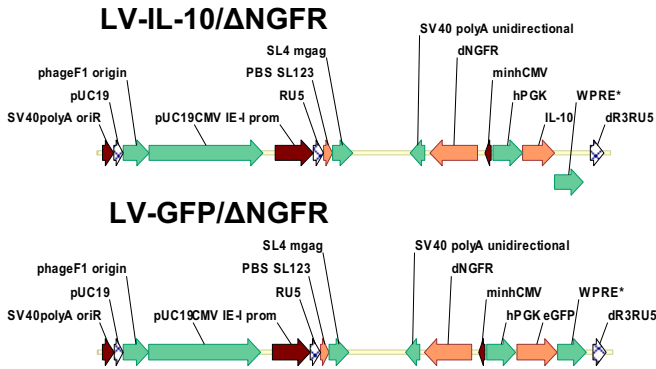 LV-IL-10/ΔNGFR
SV40 polyA unidirectional
SL4 mgag
dNGFR
phageF1 origin
PBS SL123
minhCMV
pUC19
RU5
hPGK
WPRE*
SV40polyA oriR
pUC19CMV IE-I prom
IL-10
dR3RU5
LV-GFP/ΔNGFR
SL4 mgag
SV40 polyA unidirectional
phageF1 origin
PBS SL123
dNGFR
pUC19
RU5
minhCMV
WPRE*
SV40polyA oriR
pUC19CMV IE-I prom
hPGK eGFP
dR3RU5